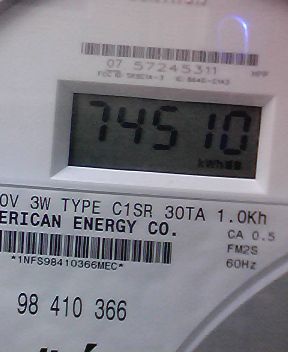 07 57245311
74510
kWh
0V 3W TYPE C1SR 30TA 1.0Kh
ERICAN ENERGY CO.
CA 0.5
FM2S
*1NFS98410366MEC*
60Hz
98 410 366